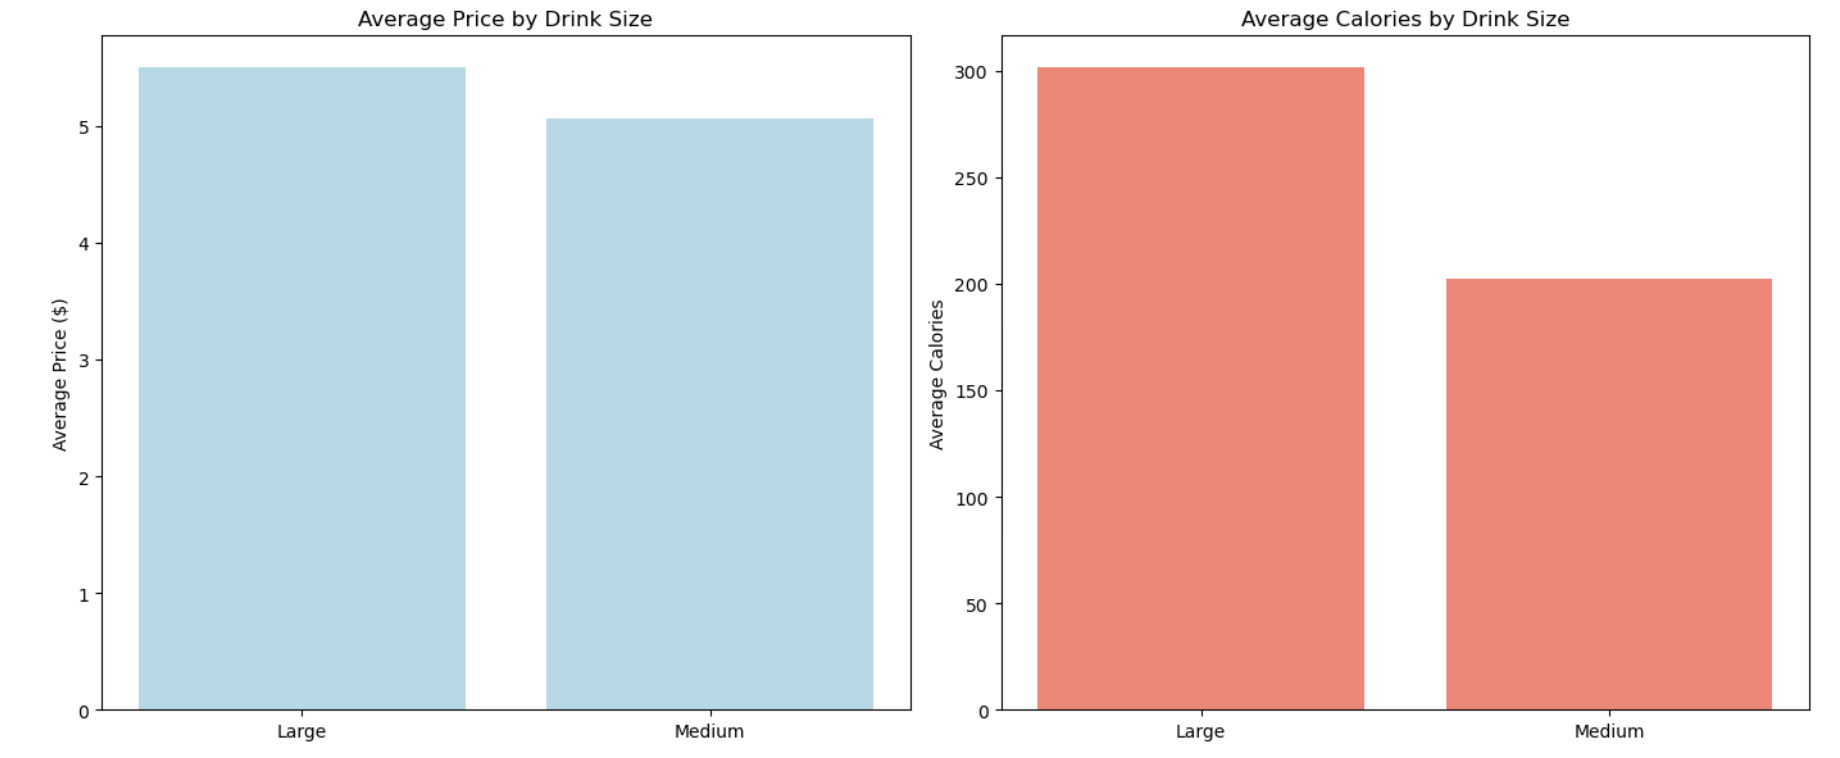 Average Price by Drink Size
Average Price ($)
5
4
3
2
1
0
Large Medium
Average Calories by Drink Size
Average Calories
300
250
200
150
100
50
0
Large Medium